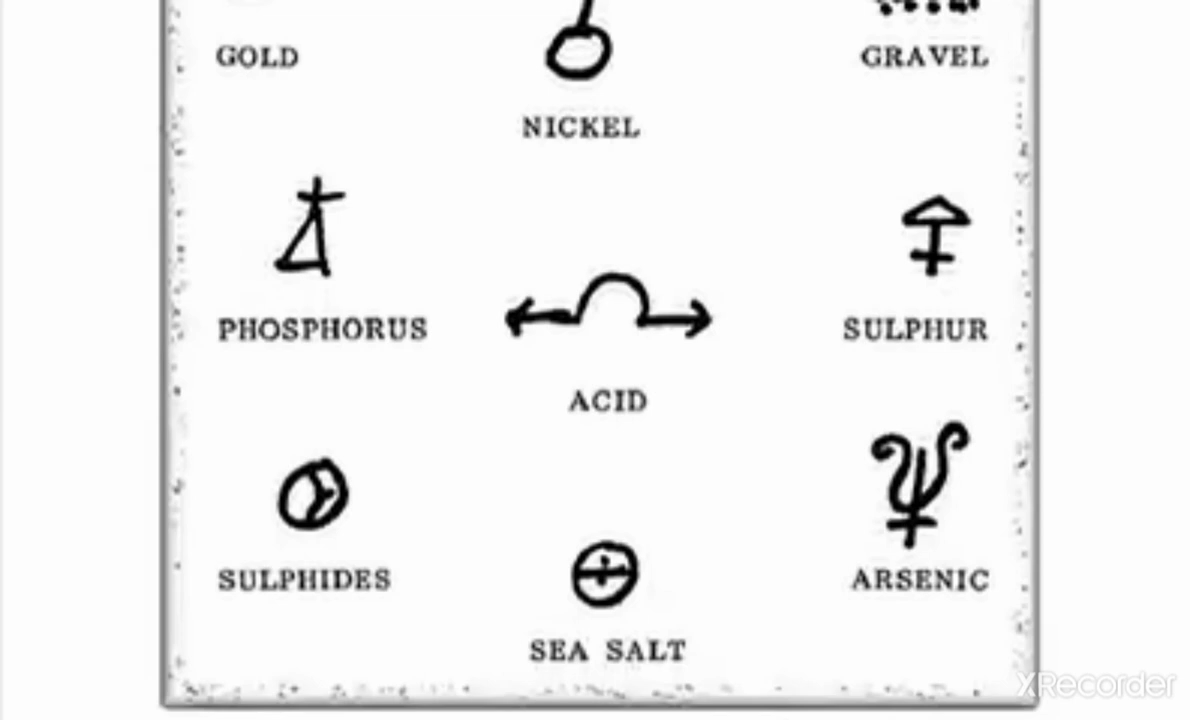 GOLD
GRAVEL
NICKEL
PHOSPHORUS
SULPHUR
ACID
SULPHIDES
ARSENIC
SEA SALT
XRecorder